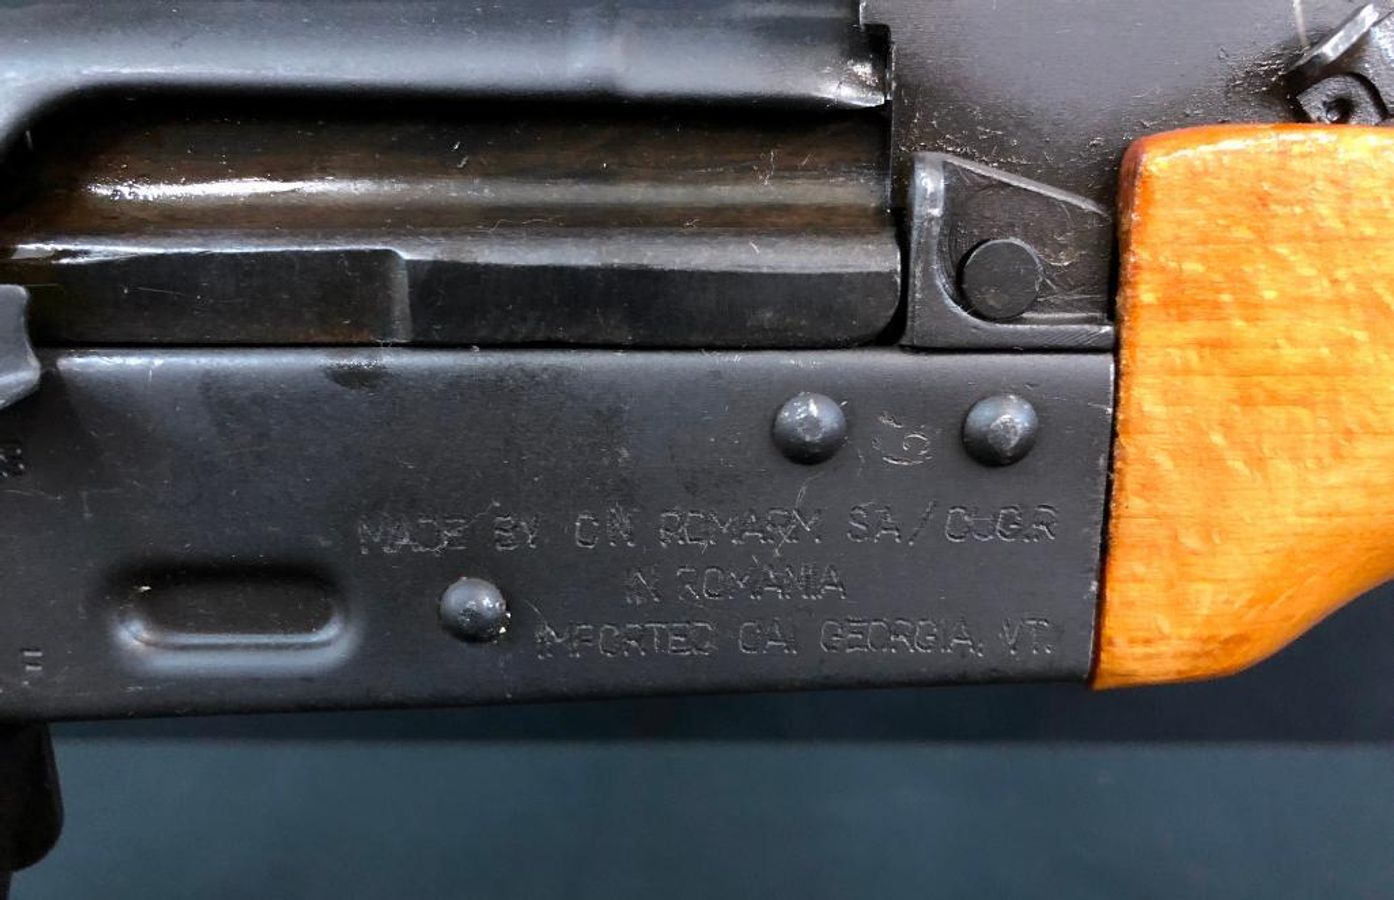 MADE BY CN ROMARM SA/CUGIR
IN ROMANIA
IMPORTED CAI GEORGIA, VT.